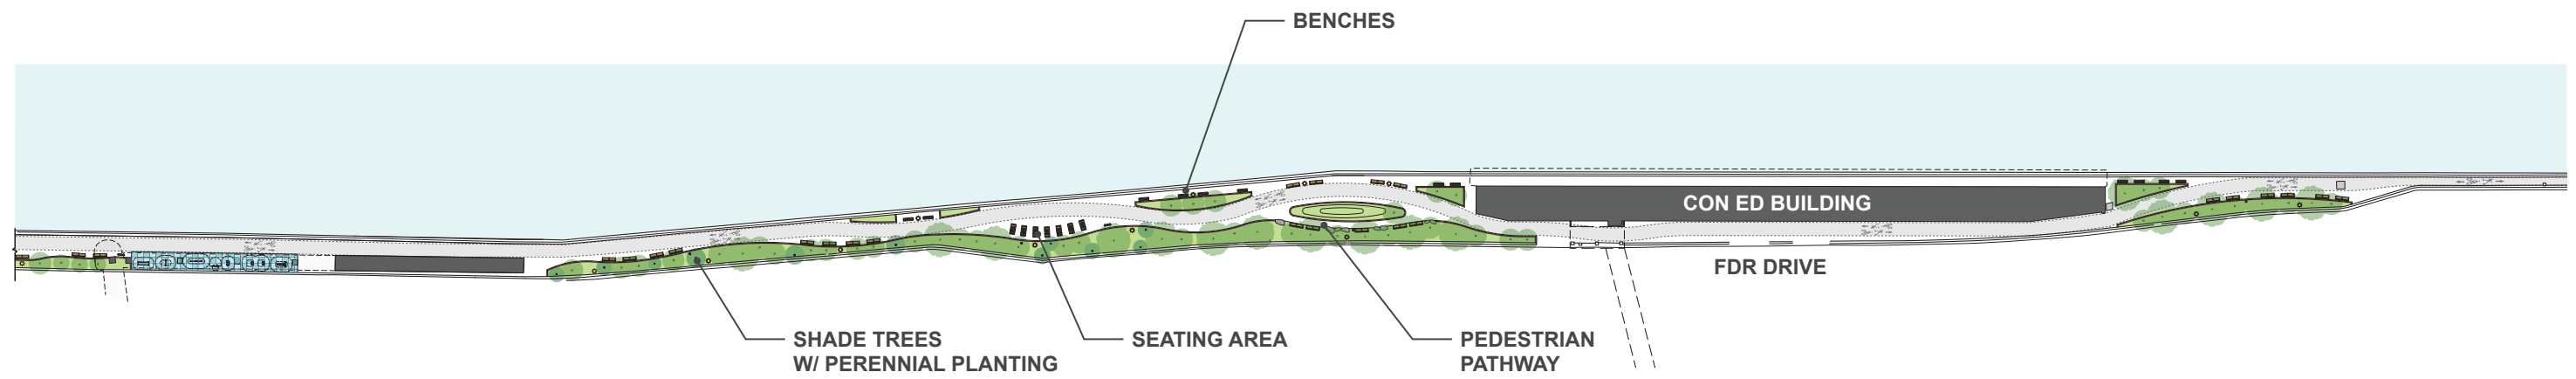 BENCHES
CON ED BUILDING
FDR DRIVE
SHADE TREES
W/ PERENNIAL PLANTING
SEATING AREA
PEDESTRIAN
PATHWAY